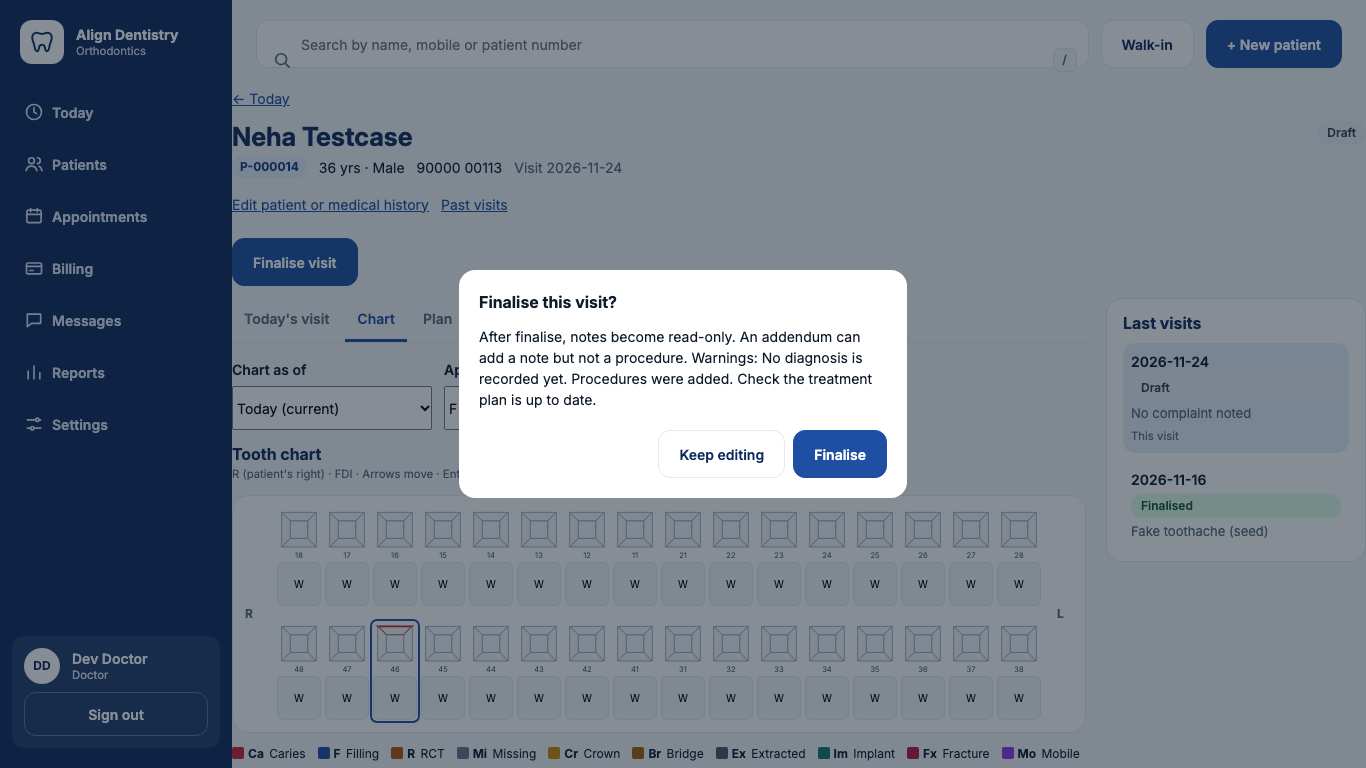 Align Dentistry
Orthodontics
Today
Patients
Appointments
Billing
Messages
Reports
Settings
DD
Dev Doctor
Doctor
Sign out
Search by name, mobile or patient number
/
Walk-in
+ New patient
← Today
Neha Testcase
Draft
P-000014 36 yrs · Male 90000 00113 Visit 2026-11-24
Edit patient or medical history Past visits
Finalise visit
Today's visit Chart Plan
Chart as of
Today (current)
F
Tooth chart
R (patient's right) · FDI · Arrows move ·
Finalise this visit?
After finalise, notes become read-only. An addendum can
add a note but not a procedure. Warnings: No diagnosis is
recorded yet. Procedures were added. Check the treatment
plan is up to date.
Keep editing Finalise
18 17 16 15 14 13 12 11 21 22 23 24 25 26 27 28
W W W W W W W W W W W W W W W W
R L
48 47 46 45 44 43 42 41 31 32 33 34 35 36 37 38
W W W W W W W W W W W W W W W W
Ca Caries F Filling R RCT Mi Missing Cr Crown Br Bridge Ex Extracted Im Implant Fx Fracture Mo Mobile
Last visits
2026-11-24
Draft
No complaint noted
This visit
2026-11-16
Finalised
Fake toothache (seed)